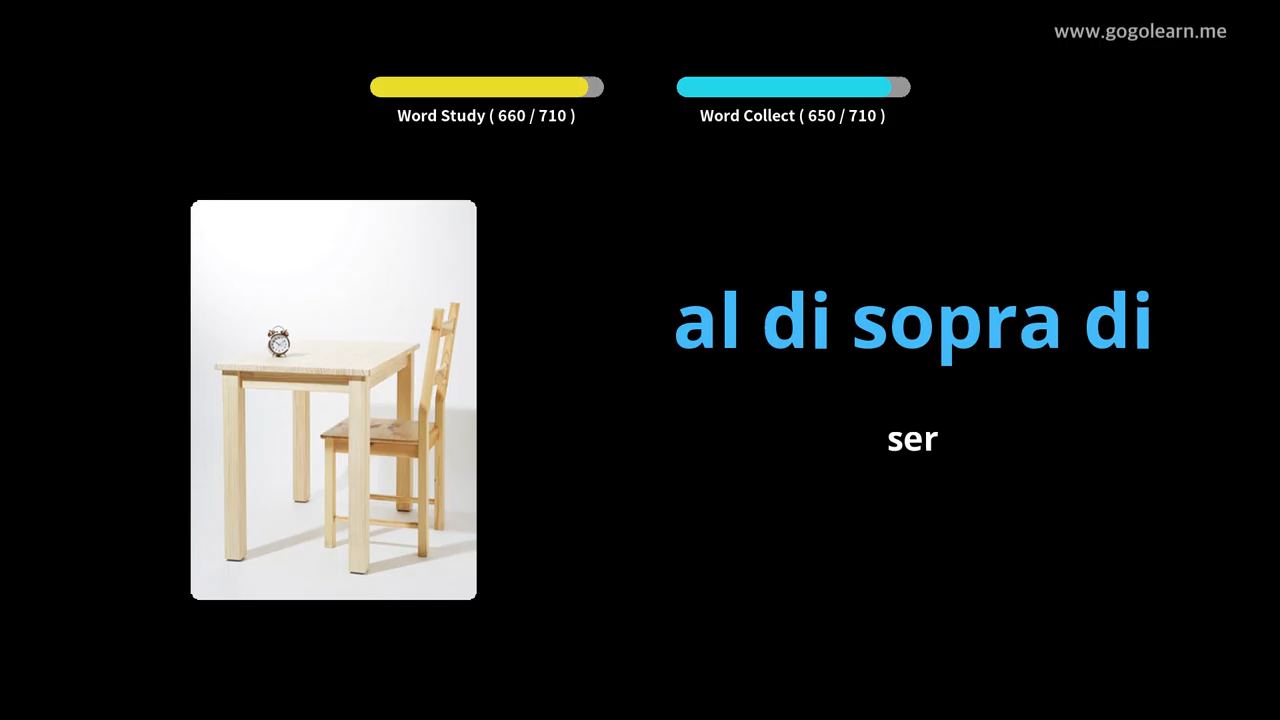 www.gogolearn.me
Word Study ( 660 / 710 )
Word Collect ( 650 / 710 )
al di sopra di
ser